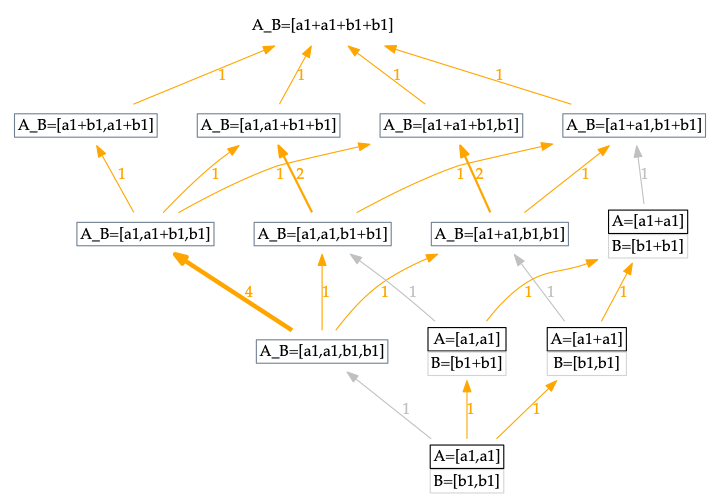 A_B=[a1+a1+b1+b1]
1
1
1
1
A_B=[a1+b1,a1+b1]
A_B=[a1,a1+b1+b1]
A_B=[a1+a1+b1,b1]
A_B=[a1+a1,b1+b1]
1
1
1
2
1
2
1
1
A_B=[a1,a1+b1,b1]
A_B=[a1,a1,b1+b1]
A_B=[a1+a1,b1,b1]
A=[a1+a1]
B=[b1+b1]
4
1
1
1
1
1
1
A_B=[a1,a1,b1,b1]
A=[a1,a1]
B=[b1+b1]
A=[a1+a1]
B=[b1,b1]
1
1
1
A=[a1,a1]
B=[b1,b1]